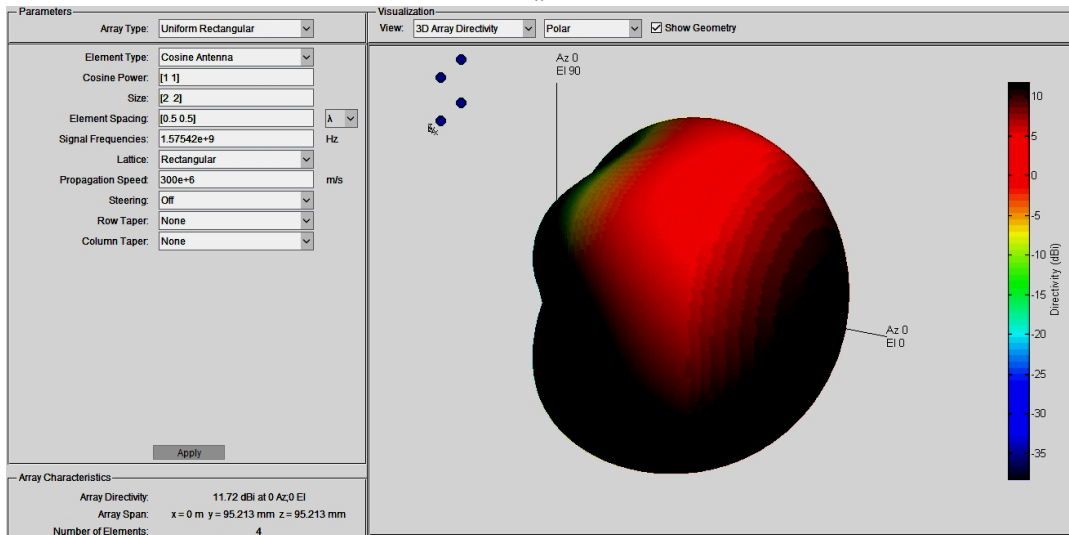 Parameters
Array Type: Uniform Rectangular
Element Type: Cosine Antenna
Cosine Power: [1 1]
Size: [2 2]
Element Spacing: [0.5 0.5] λ
Signal Frequencies: 1.57542e+9 Hz
Lattice: Rectangular
Propagation Speed: 300e+6 m/s
Steering: Off
Row Taper: None
Column Taper: None
Apply
Array Characteristics
Array Directivity: 11.72 dBi at 0 Az;0 El
Array Span: x = 0 m y = 95.213 mm z = 95.213 mm
Number of Elements: 4
Visualization
View: 3D Array Directivity Polar Show Geometry
Az 0
El 90
Az 0
El 0
10
5
0
-5
-10
-15
-20
-25
-30
-35
Directivity (dBi)